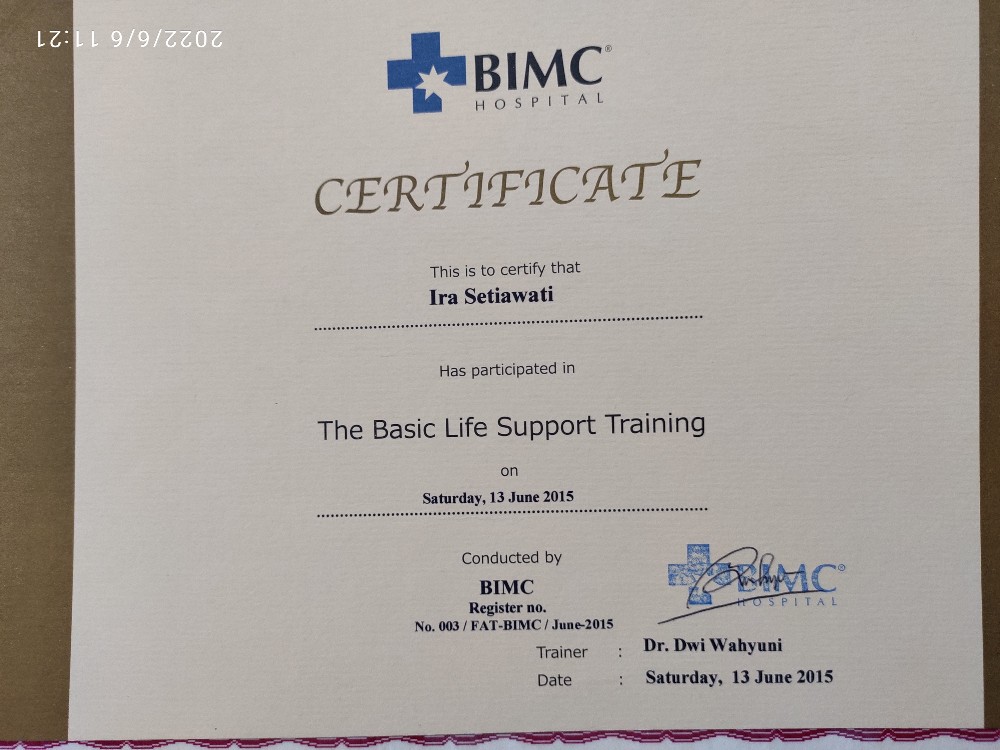 2022/6/6 11:21
BIMC®
HOSPITAL
CERTIFICATE
This is to certify that
Ira Setiawati
Has participated in
The Basic Life Support Training
on
Saturday, 13 June 2015
Conducted by
BIMC
Register no.
No. 003 / FAT-BIMC / June-2015
BIMC®
HOSPITAL
Trainer : Dr. Dwi Wahyuni
Date : Saturday, 13 June 2015